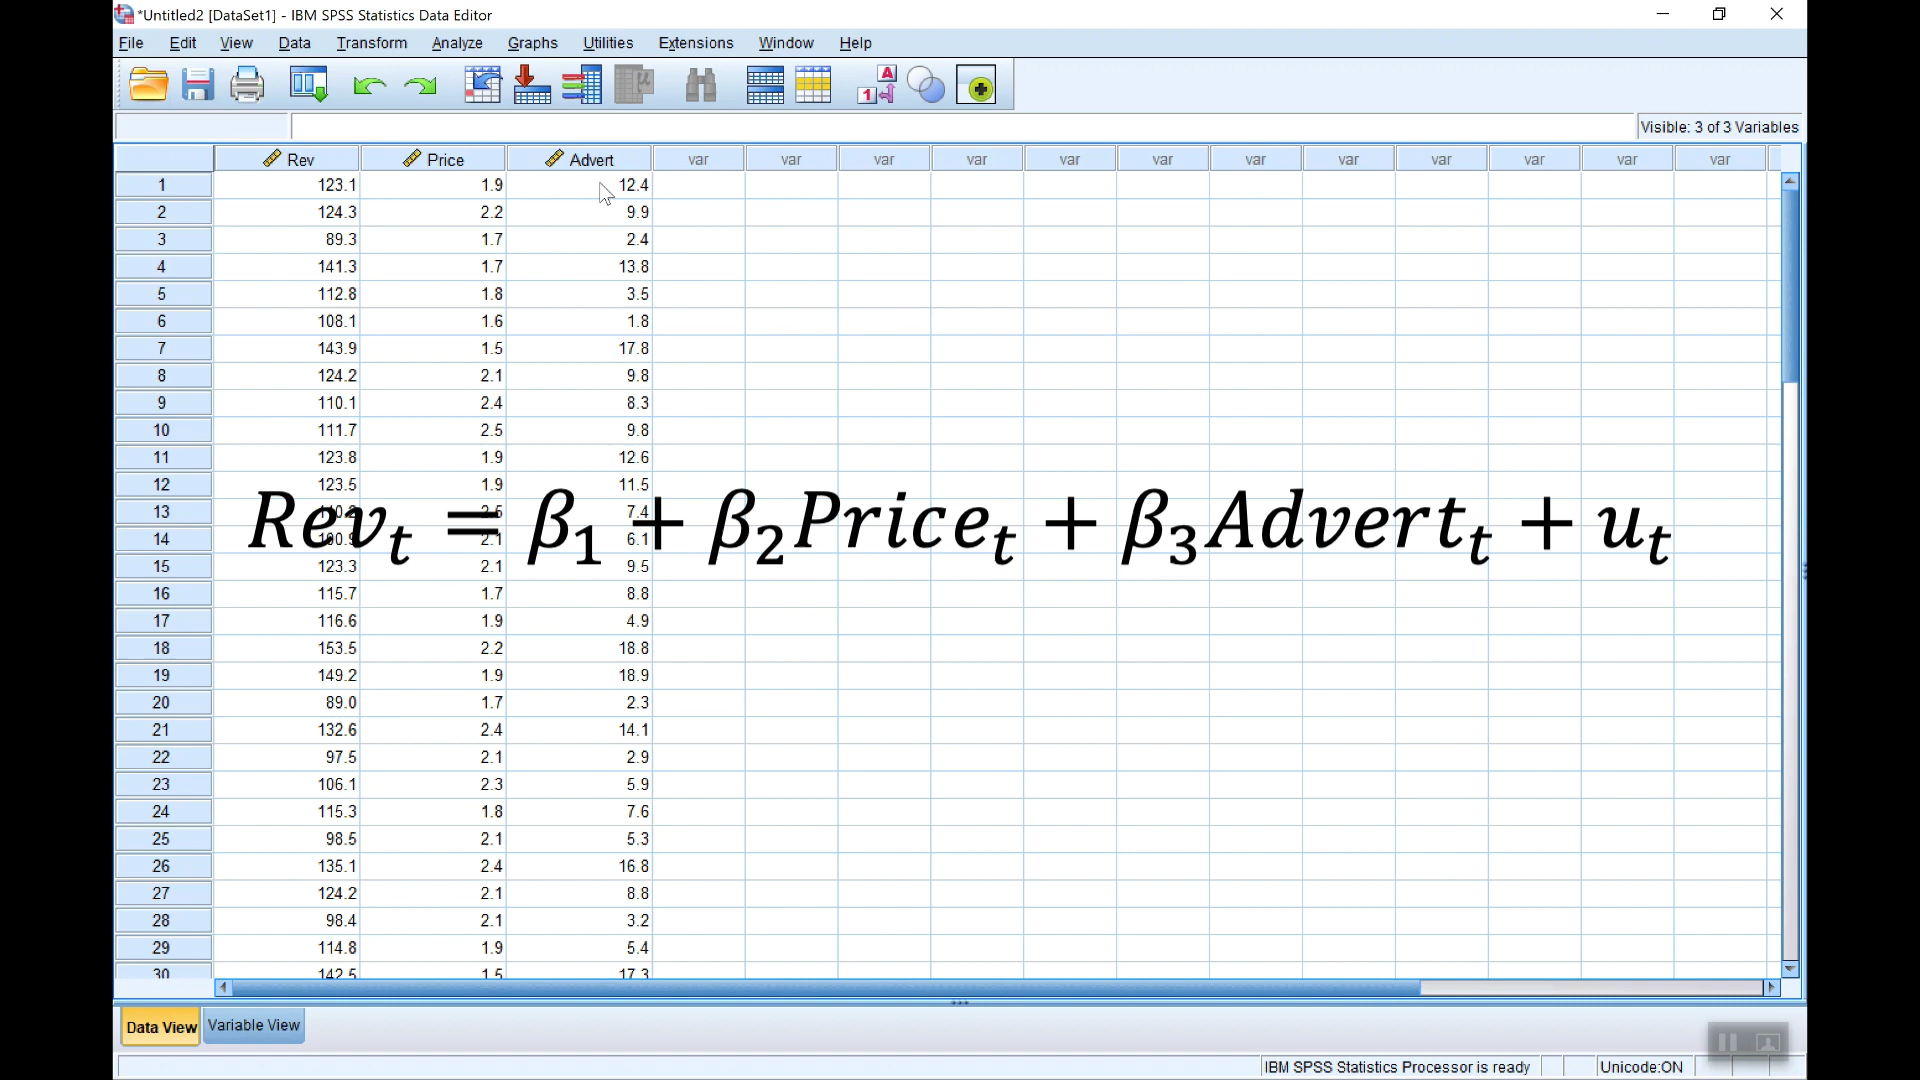 *Untitled2 [DataSet1] - IBM SPSS Statistics Data Editor
File Edit View Data Transform Analyze Graphs Utilities Extensions Window Help
Visible: 3 of 3 Variables
Rev Price Advert var var var var var var var var var var var var
1 123.1 1.9 12.4
2 124.3 2.2 9.9
3 89.3 1.7 2.4
4 141.3 1.7 13.8
5 112.8 1.8 3.5
6 108.1 1.6 1.8
7 143.9 1.5 17.8
8 124.2 2.1 9.8
9 110.1 2.4 8.3
10 111.7 2.5 9.8
11 123.8 1.9 12.6
12 123.5 1.9 11.5
13 7.4
14 2.1 6.1
Revₜ = β₁ + β₂Priceₜ + β₃Advertₜ + uₜ
15 123.3 2.1 9.5
16 115.7 1.7 8.8
17 116.6 1.9 4.9
18 153.5 2.2 18.8
19 149.2 1.9 18.9
20 89.0 1.7 2.3
21 132.6 2.4 14.1
22 97.5 2.1 2.9
23 106.1 2.3 5.9
24 115.3 1.8 7.6
25 98.5 2.1 5.3
26 135.1 2.4 16.8
27 124.2 2.1 8.8
28 98.4 2.1 3.2
29 114.8 1.9 5.4
30 142.5 1.5 17.3
Data View Variable View
IBM SPSS Statistics Processor is ready Unicode:ON